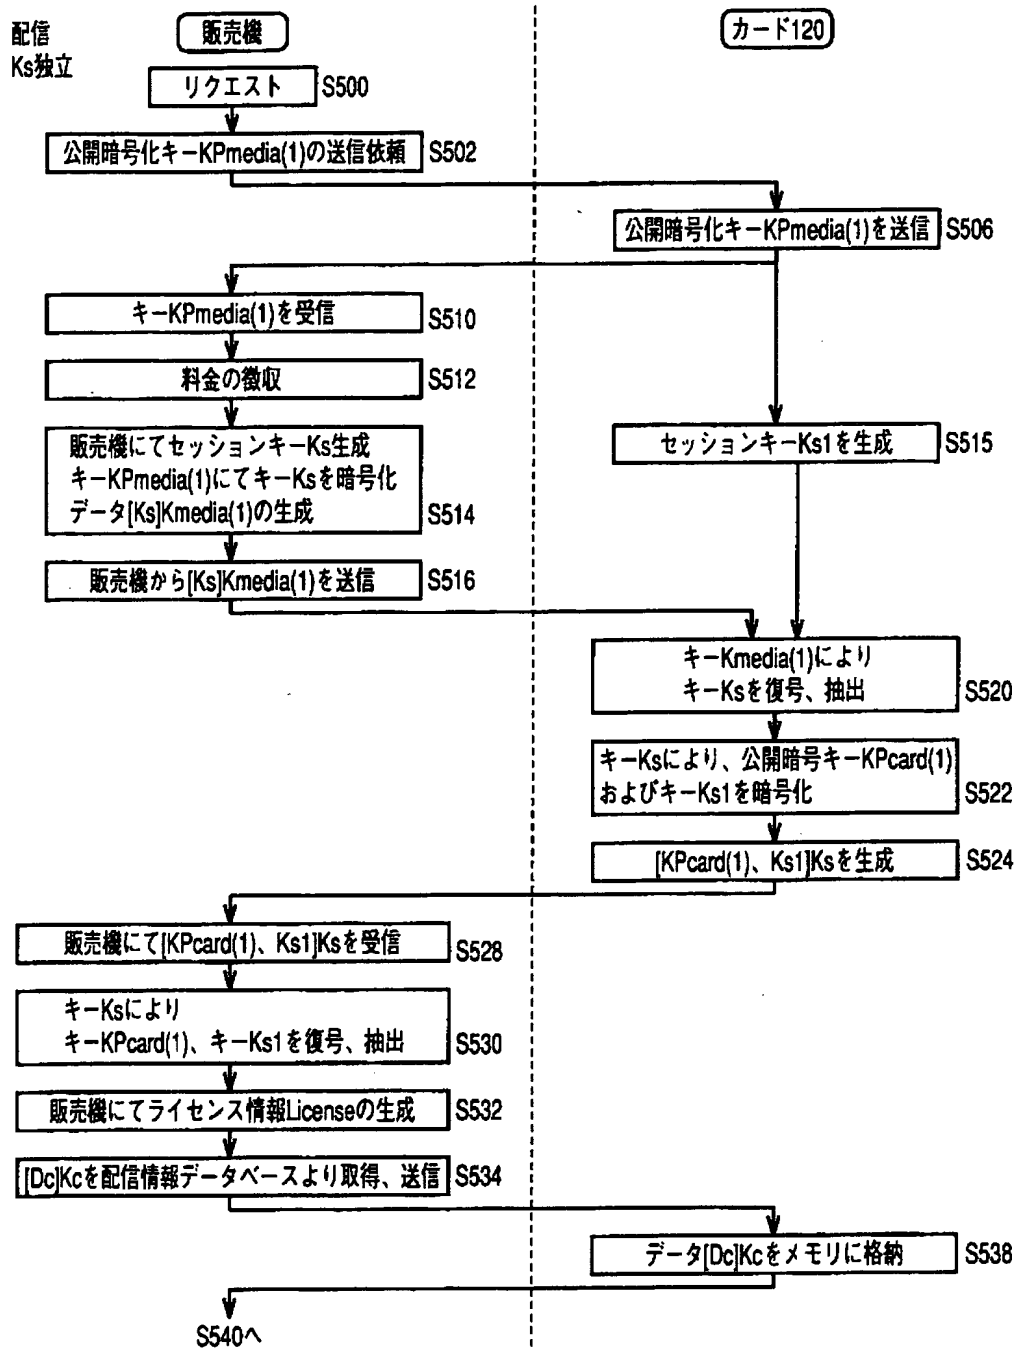 配信
Ks独立
販売機
カード120
リクエスト
S500
公開暗号化キーKPmedia(1)の送信依頼
S502
公開暗号化キーKPmedia(1)を送信
S506
キーKPmedia(1)を受信
S510
料金の徴収
S512
販売機にてセッションキーKs生成
キーKPmedia(1)にてキーKsを暗号化
データ[Ks]Kmedia(1)の生成
S514
セッションキーKs1を生成
S515
販売機から[Ks]Kmedia(1)を送信
S516
キーKmedia(1)により
キーKsを復号、抽出
S520
キーKsにより、公開暗号キーKPcard(1)
およびキーKs1を暗号化
S522
[KPcard(1)、Ks1]Ksを生成
S524
販売機にて[KPcard(1)、Ks1]Ksを受信
S528
キーKsにより
キーKPcard(1)、キーKs1を復号、抽出
S530
販売機にてライセンス情報Licenseの生成
S532
[Dc]Kcを配信情報データベースより取得、送信
S534
データ[Dc]Kcをメモリに格納
S538
S540へ